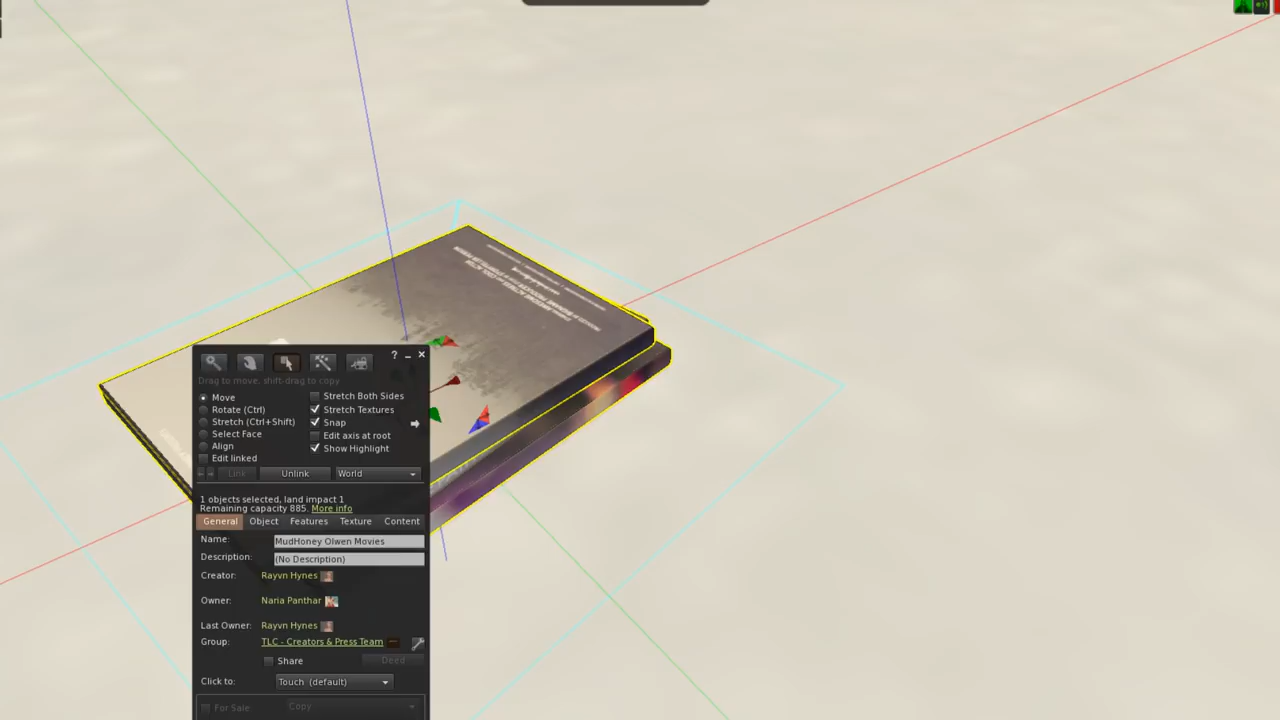 ? _ ×
Drag to move, shift-drag to copy
Move
Rotate (Ctrl)
Stretch (Ctrl+Shift)
Select Face
Align
Edit linked
Stretch Both Sides
Stretch Textures
Snap
Edit axis at root
Show Highlight
Link
Unlink
World
1 objects selected, land impact 1
Remaining capacity 885. More info
General Object Features Texture Content
Name: MudHoney Olwen Movies
Description: (No Description)
Creator: Rayvn Hynes
Owner: Naria Panthar
Last Owner: Rayvn Hynes
Group: TLC - Creators & Press Team
Share
Deed
Click to: Touch (default)
For Sale: Copy